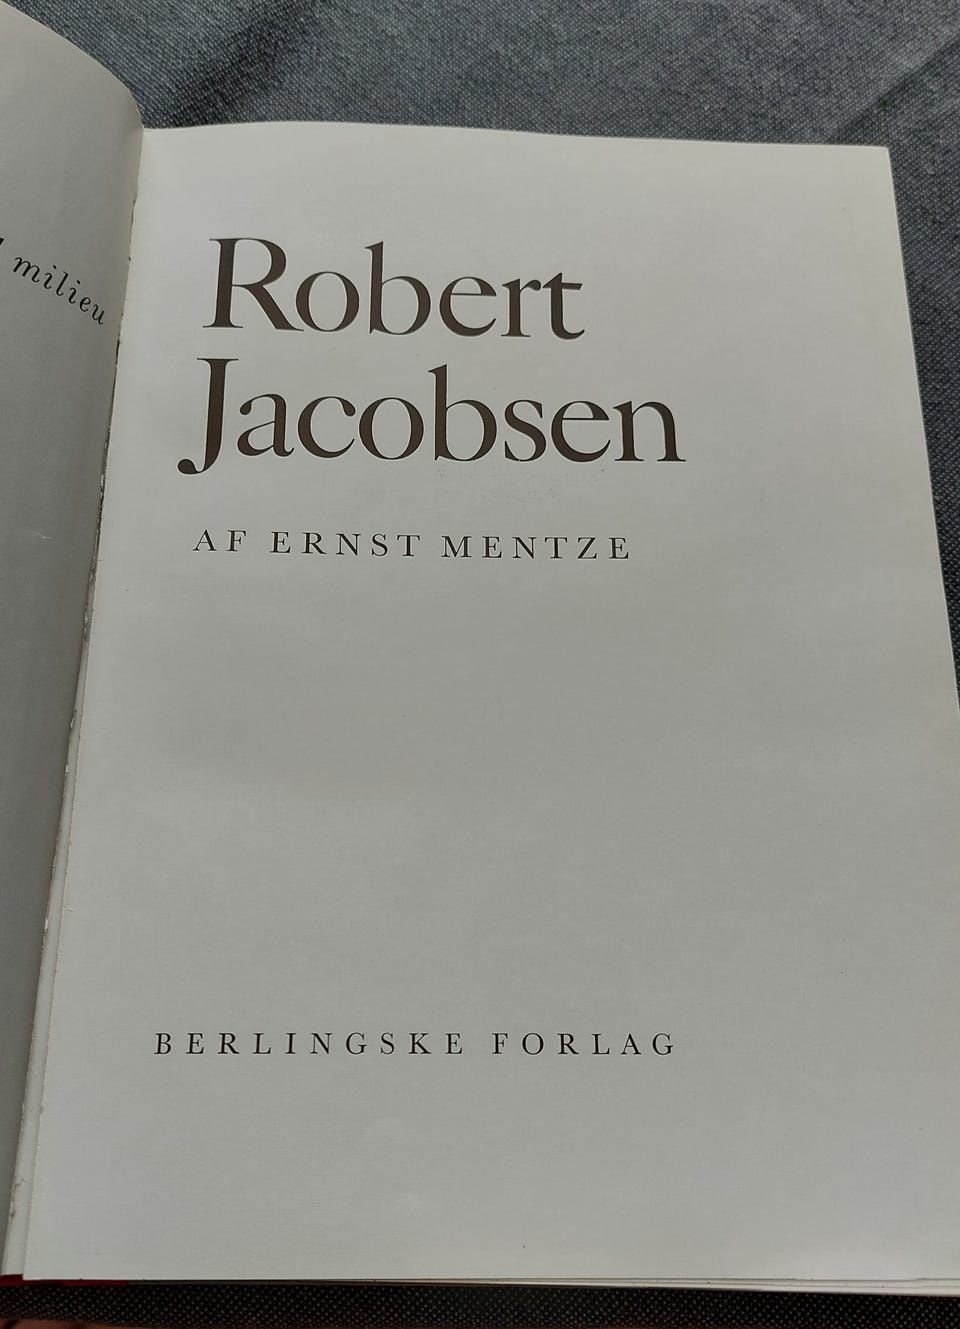 milieu
Robert
Jacobsen
AF ERNST MENTZE
BERLINGSKE FORLAG